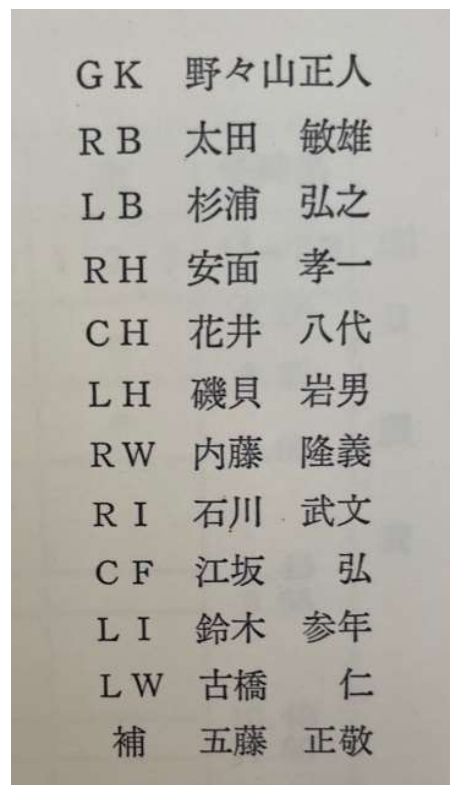 GK 野々山正人
RB 太田 敏雄
LB 杉浦 弘之
RH 安面 孝一
CH 花井 八代
LH 磯貝 岩男
RW 内藤 隆義
RI 石川 武文
CF 江坂 弘
LI 鈴木 参年
LW 古橋 仁
補 五藤 正敬